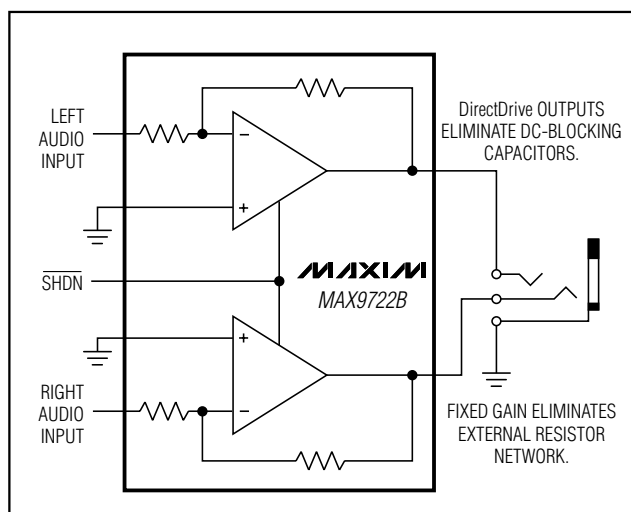 LEFT
AUDIO
INPUT
DirectDrive OUTPUTS
ELIMINATE DC-BLOCKING
CAPACITORS.
−
+
SHDN
MAXIM
MAX9722B
+
−
RIGHT
AUDIO
INPUT
FIXED GAIN ELIMINATES
EXTERNAL RESISTOR
NETWORK.